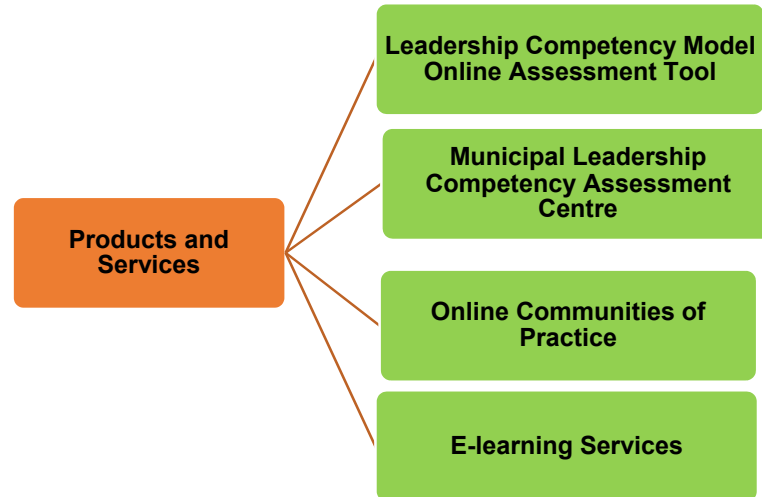 Leadership Competency Model
Online Assessment Tool
Municipal Leadership
Competency Assessment
Centre
Products and
Services
Online Communities of
Practice
E-learning Services